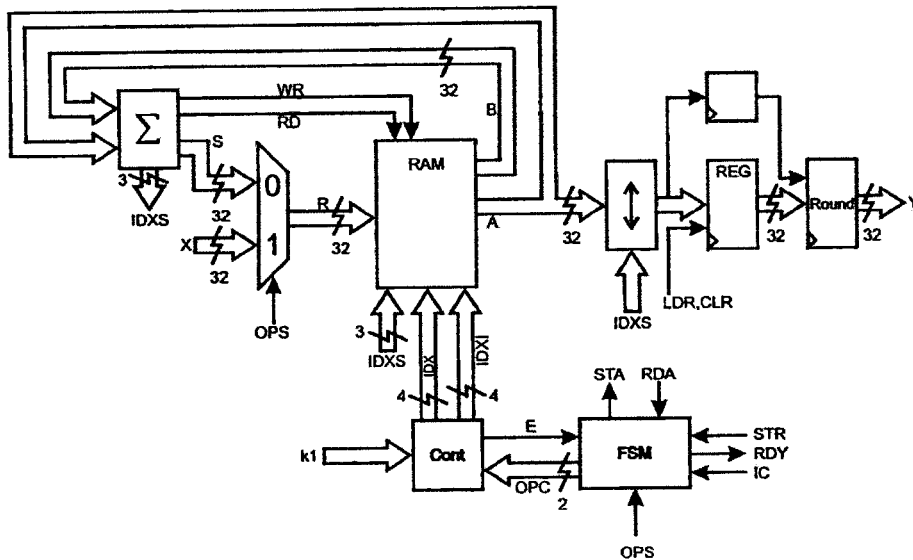 32
B
WR
RD
Σ
S
RAM
REG
0
R
Round
Y
3
IDXS
32
X
1
32
32
A
32
↕
32
32
32
OPS
LDR,CLR
3
IDXS
IDX
IDXI
IDXS
4
4
STA
RDA
k1
Cont
E
FSM
STR
RDY
IC
OPC
2
OPS